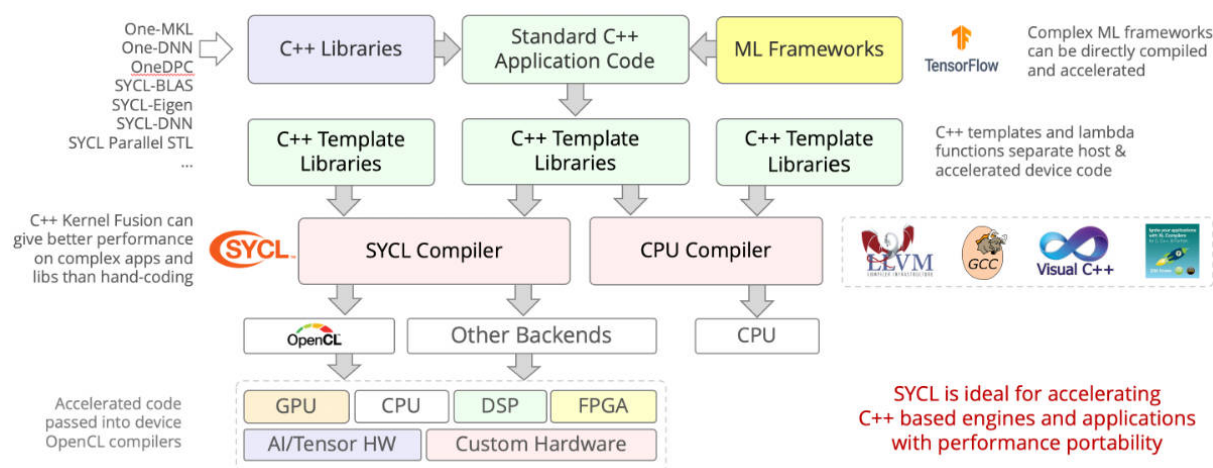 One-MKL
One-DNN
OneDPC
SYCL-BLAS
SYCL-Eigen
SYCL-DNN
SYCL Parallel STL
...
C++ Libraries
Standard C++
Application Code
ML Frameworks
TensorFlow
Complex ML frameworks
can be directly compiled
and accelerated
C++ Template
Libraries
C++ Template
Libraries
C++ Template
Libraries
C++ templates and lambda
functions separate host &
accelerated device code
C++ Kernel Fusion can
give better performance
on complex apps and
libs than hand-coding
SYCL™
SYCL Compiler
CPU Compiler
LLVM
COMPILER INFRASTRUCTURE
GCC
Visual C++
OpenCL
Other Backends
CPU
Accelerated code
passed into device
OpenCL compilers
GPU
CPU
DSP
FPGA
AI/Tensor HW
Custom Hardware
SYCL is ideal for accelerating
C++ based engines and applications
with performance portability